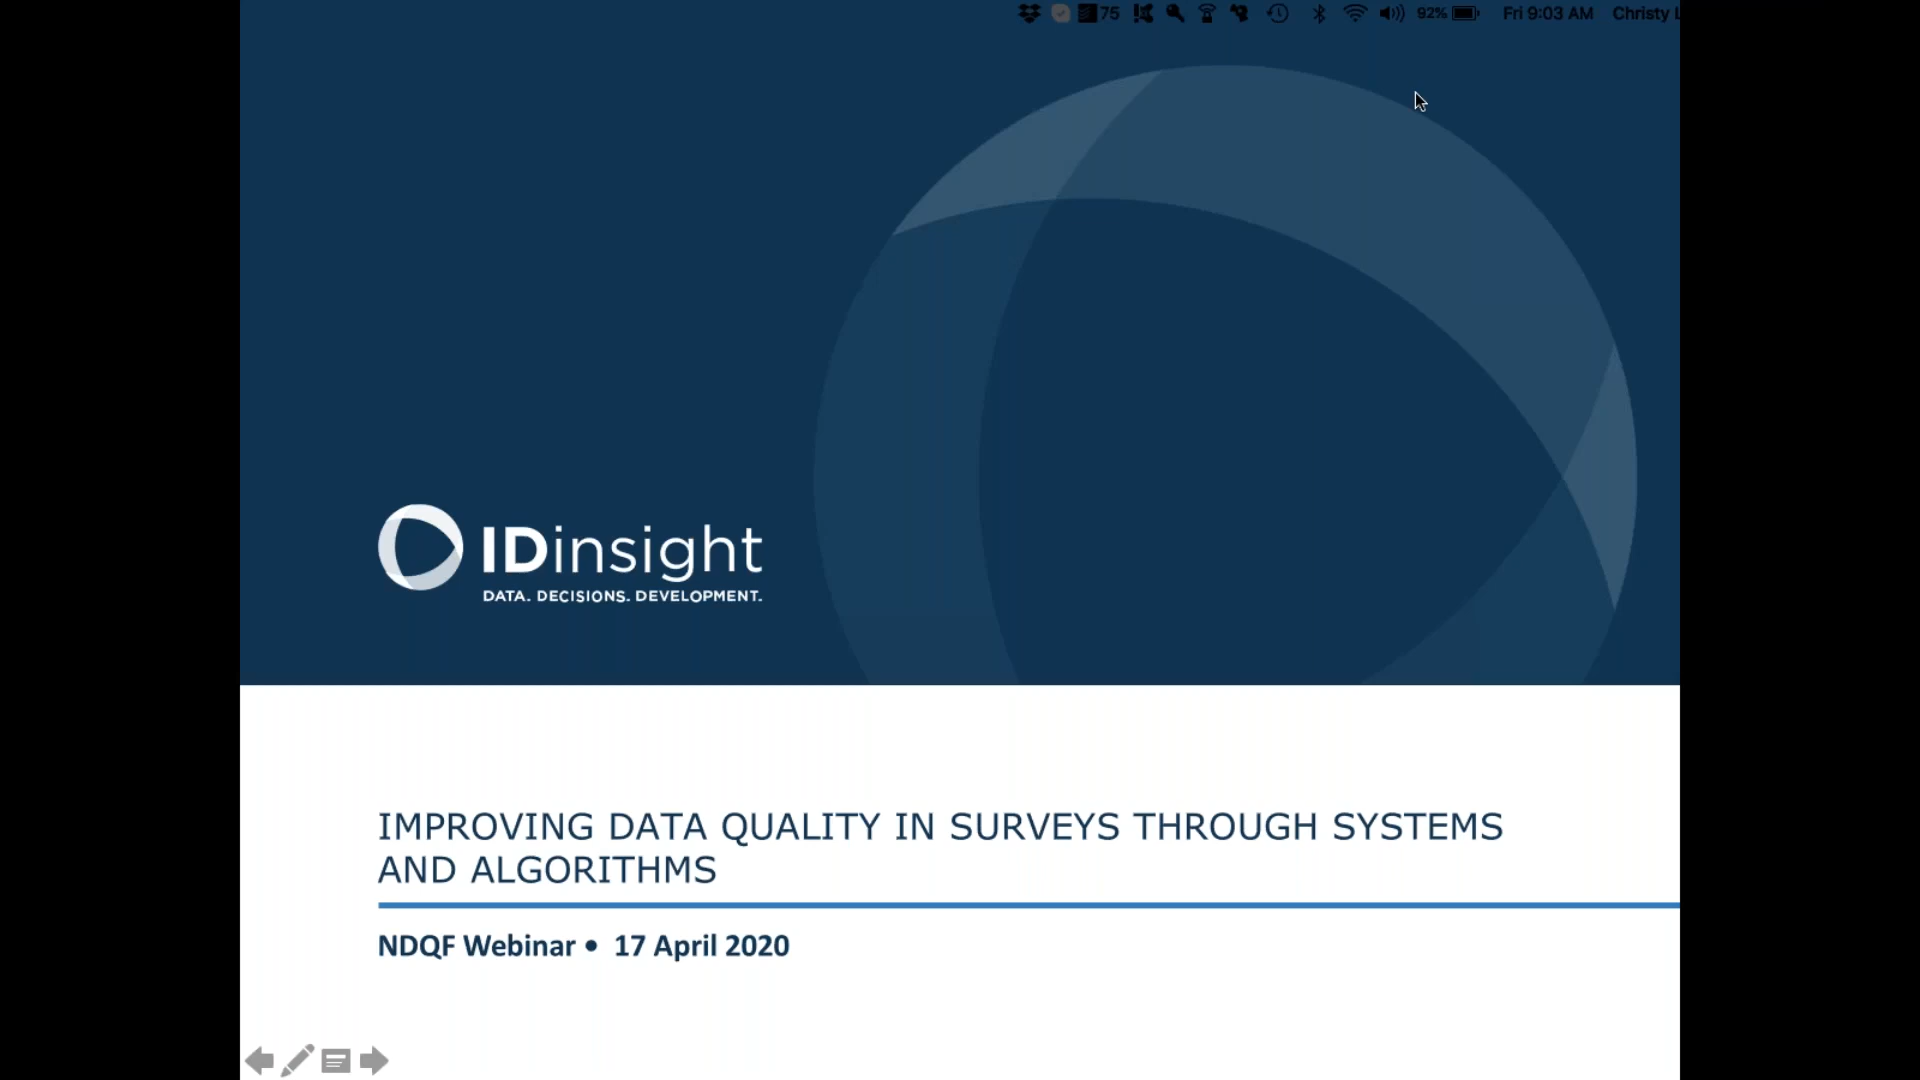 75 92% Fri 9:03 AM Christy L
IDinsight
DATA. DECISIONS. DEVELOPMENT.
IMPROVING DATA QUALITY IN SURVEYS THROUGH SYSTEMS
AND ALGORITHMS
NDQF Webinar • 17 April 2020